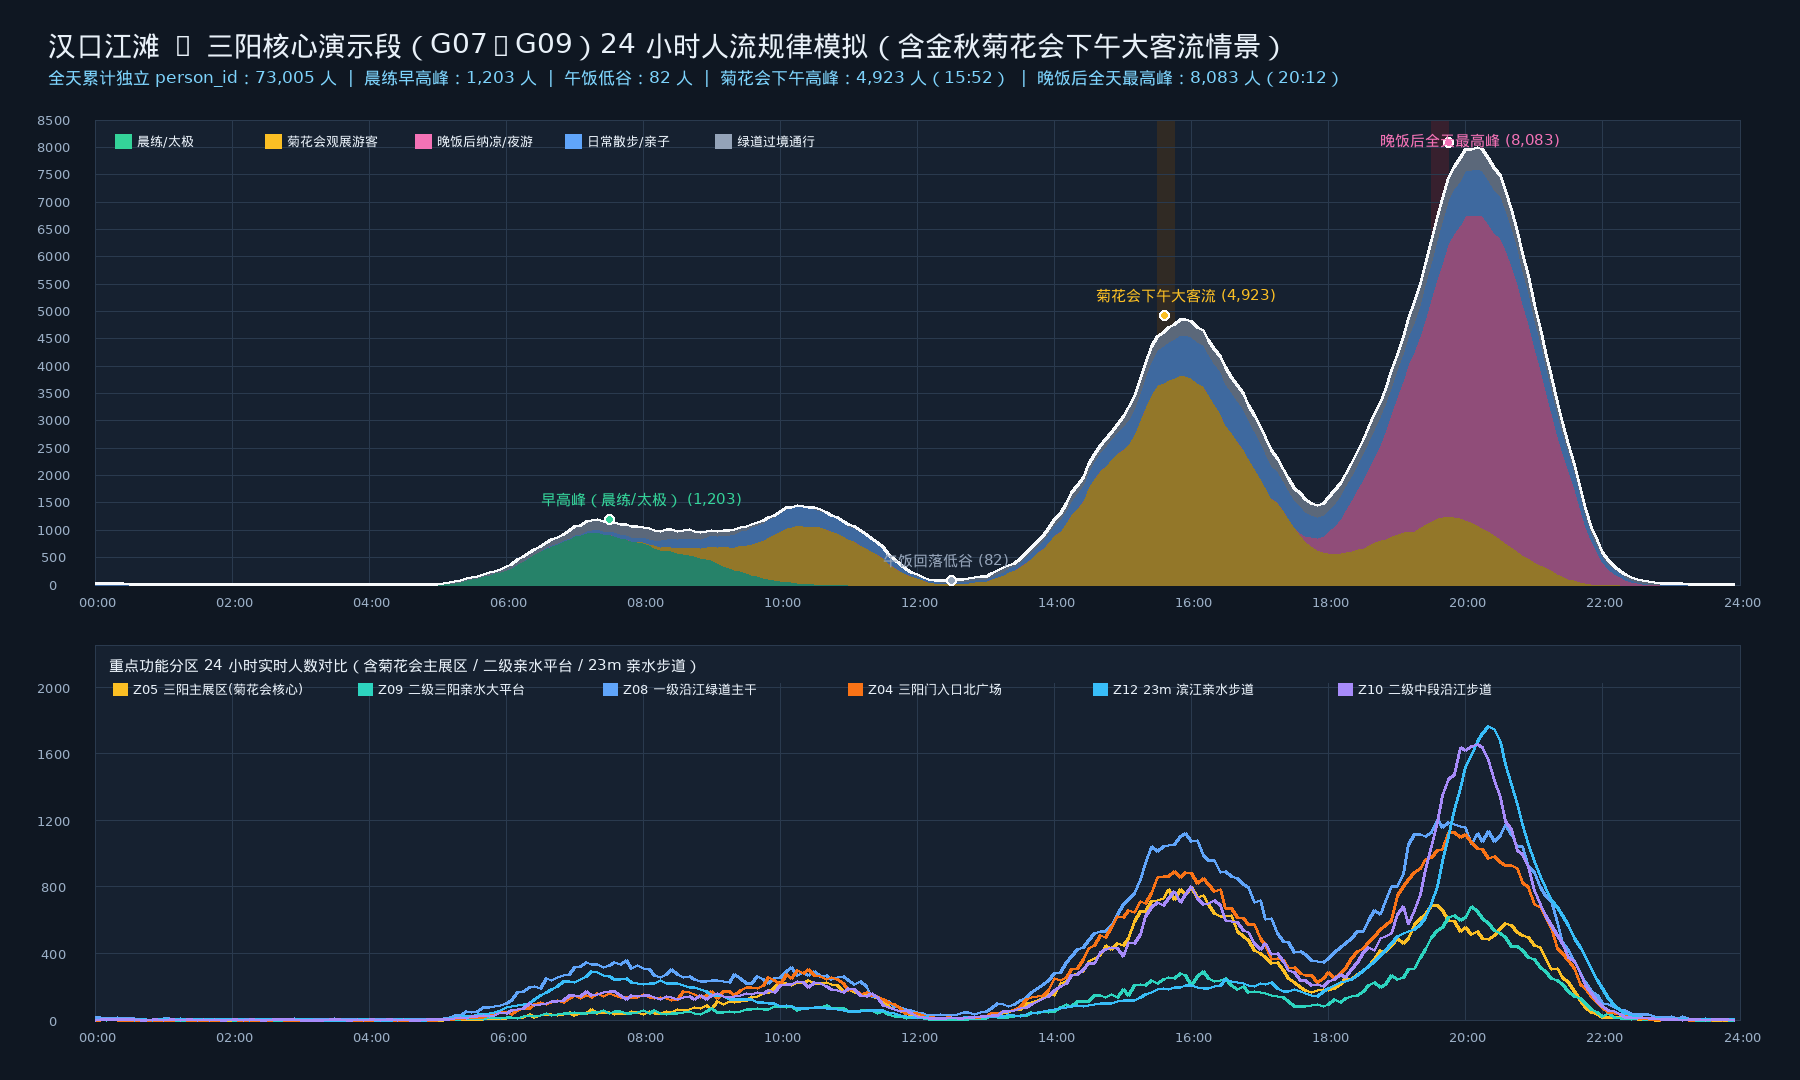 汉口江滩 ▯ 三阳核心演示段（G07▯G09）24 小时人流规律模拟（含金秋菊花会下午大客流情景）
全天累计独立 person_id：73,005 人 | 晨练早高峰：1,203 人 | 午饭低谷：82 人 | 菊花会下午高峰：4,923 人（15:52） | 晚饭后全天最高峰：8,083 人（20:12）
8500
晨练/太极 菊花会观展游客 晚饭后纳凉/夜游 日常散步/亲子 绿道过境通行
晚饭后全天最高峰 (8,083)
8000
7500
7000
6500
6000
5500
菊花会下午大客流 (4,923)
5000
4500
4000
3500
3000
2500
2000
早高峰（晨练/太极） (1,203)
1500
1000
午饭回落低谷 (82)
500
0
00:00 02:00 04:00 06:00 08:00 10:00 12:00 14:00 16:00 18:00 20:00 22:00 24:00
重点功能分区 24 小时实时人数对比（含菊花会主展区 / 二级亲水平台 / 23m 亲水步道）
Z05 三阳主展区(菊花会核心) Z09 二级三阳亲水大平台 Z08 一级沿江绿道主干 Z04 三阳门入口北广场 Z12 23m 滨江亲水步道 Z10 二级中段沿江步道
2000
1600
1200
800
400
0
00:00 02:00 04:00 06:00 08:00 10:00 12:00 14:00 16:00 18:00 20:00 22:00 24:00